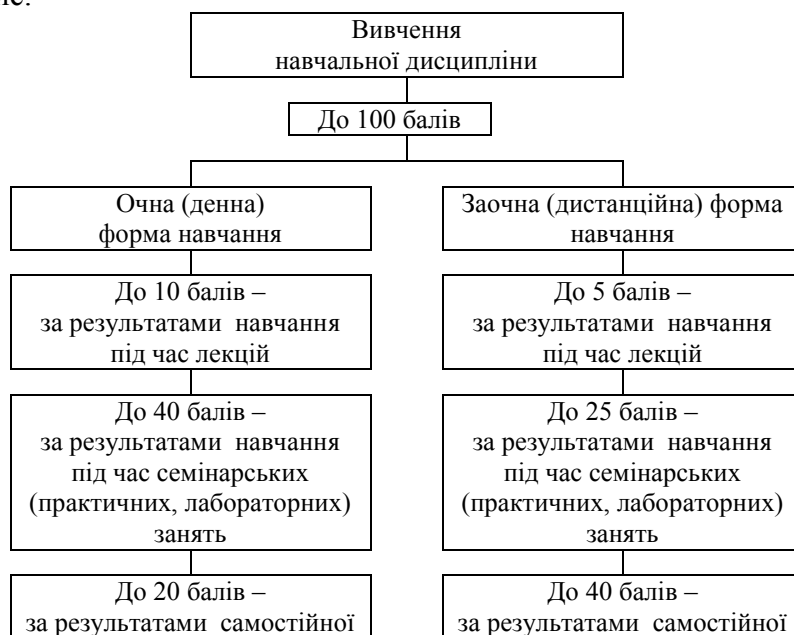 Вивчення
навчальної дисципліни
До 100 балів
Очна (денна)
форма навчання
До 10 балів –
за результатами навчання
під час лекцій
До 40 балів –
за результатами навчання
під час семінарських
(практичних, лабораторних)
занять
До 20 балів –
за результатами самостійної
Заочна (дистанційна) форма
навчання
До 5 балів –
за результатами навчання
під час лекцій
До 25 балів –
за результатами навчання
під час семінарських
(практичних, лабораторних)
занять
До 40 балів –
за результатами самостійної